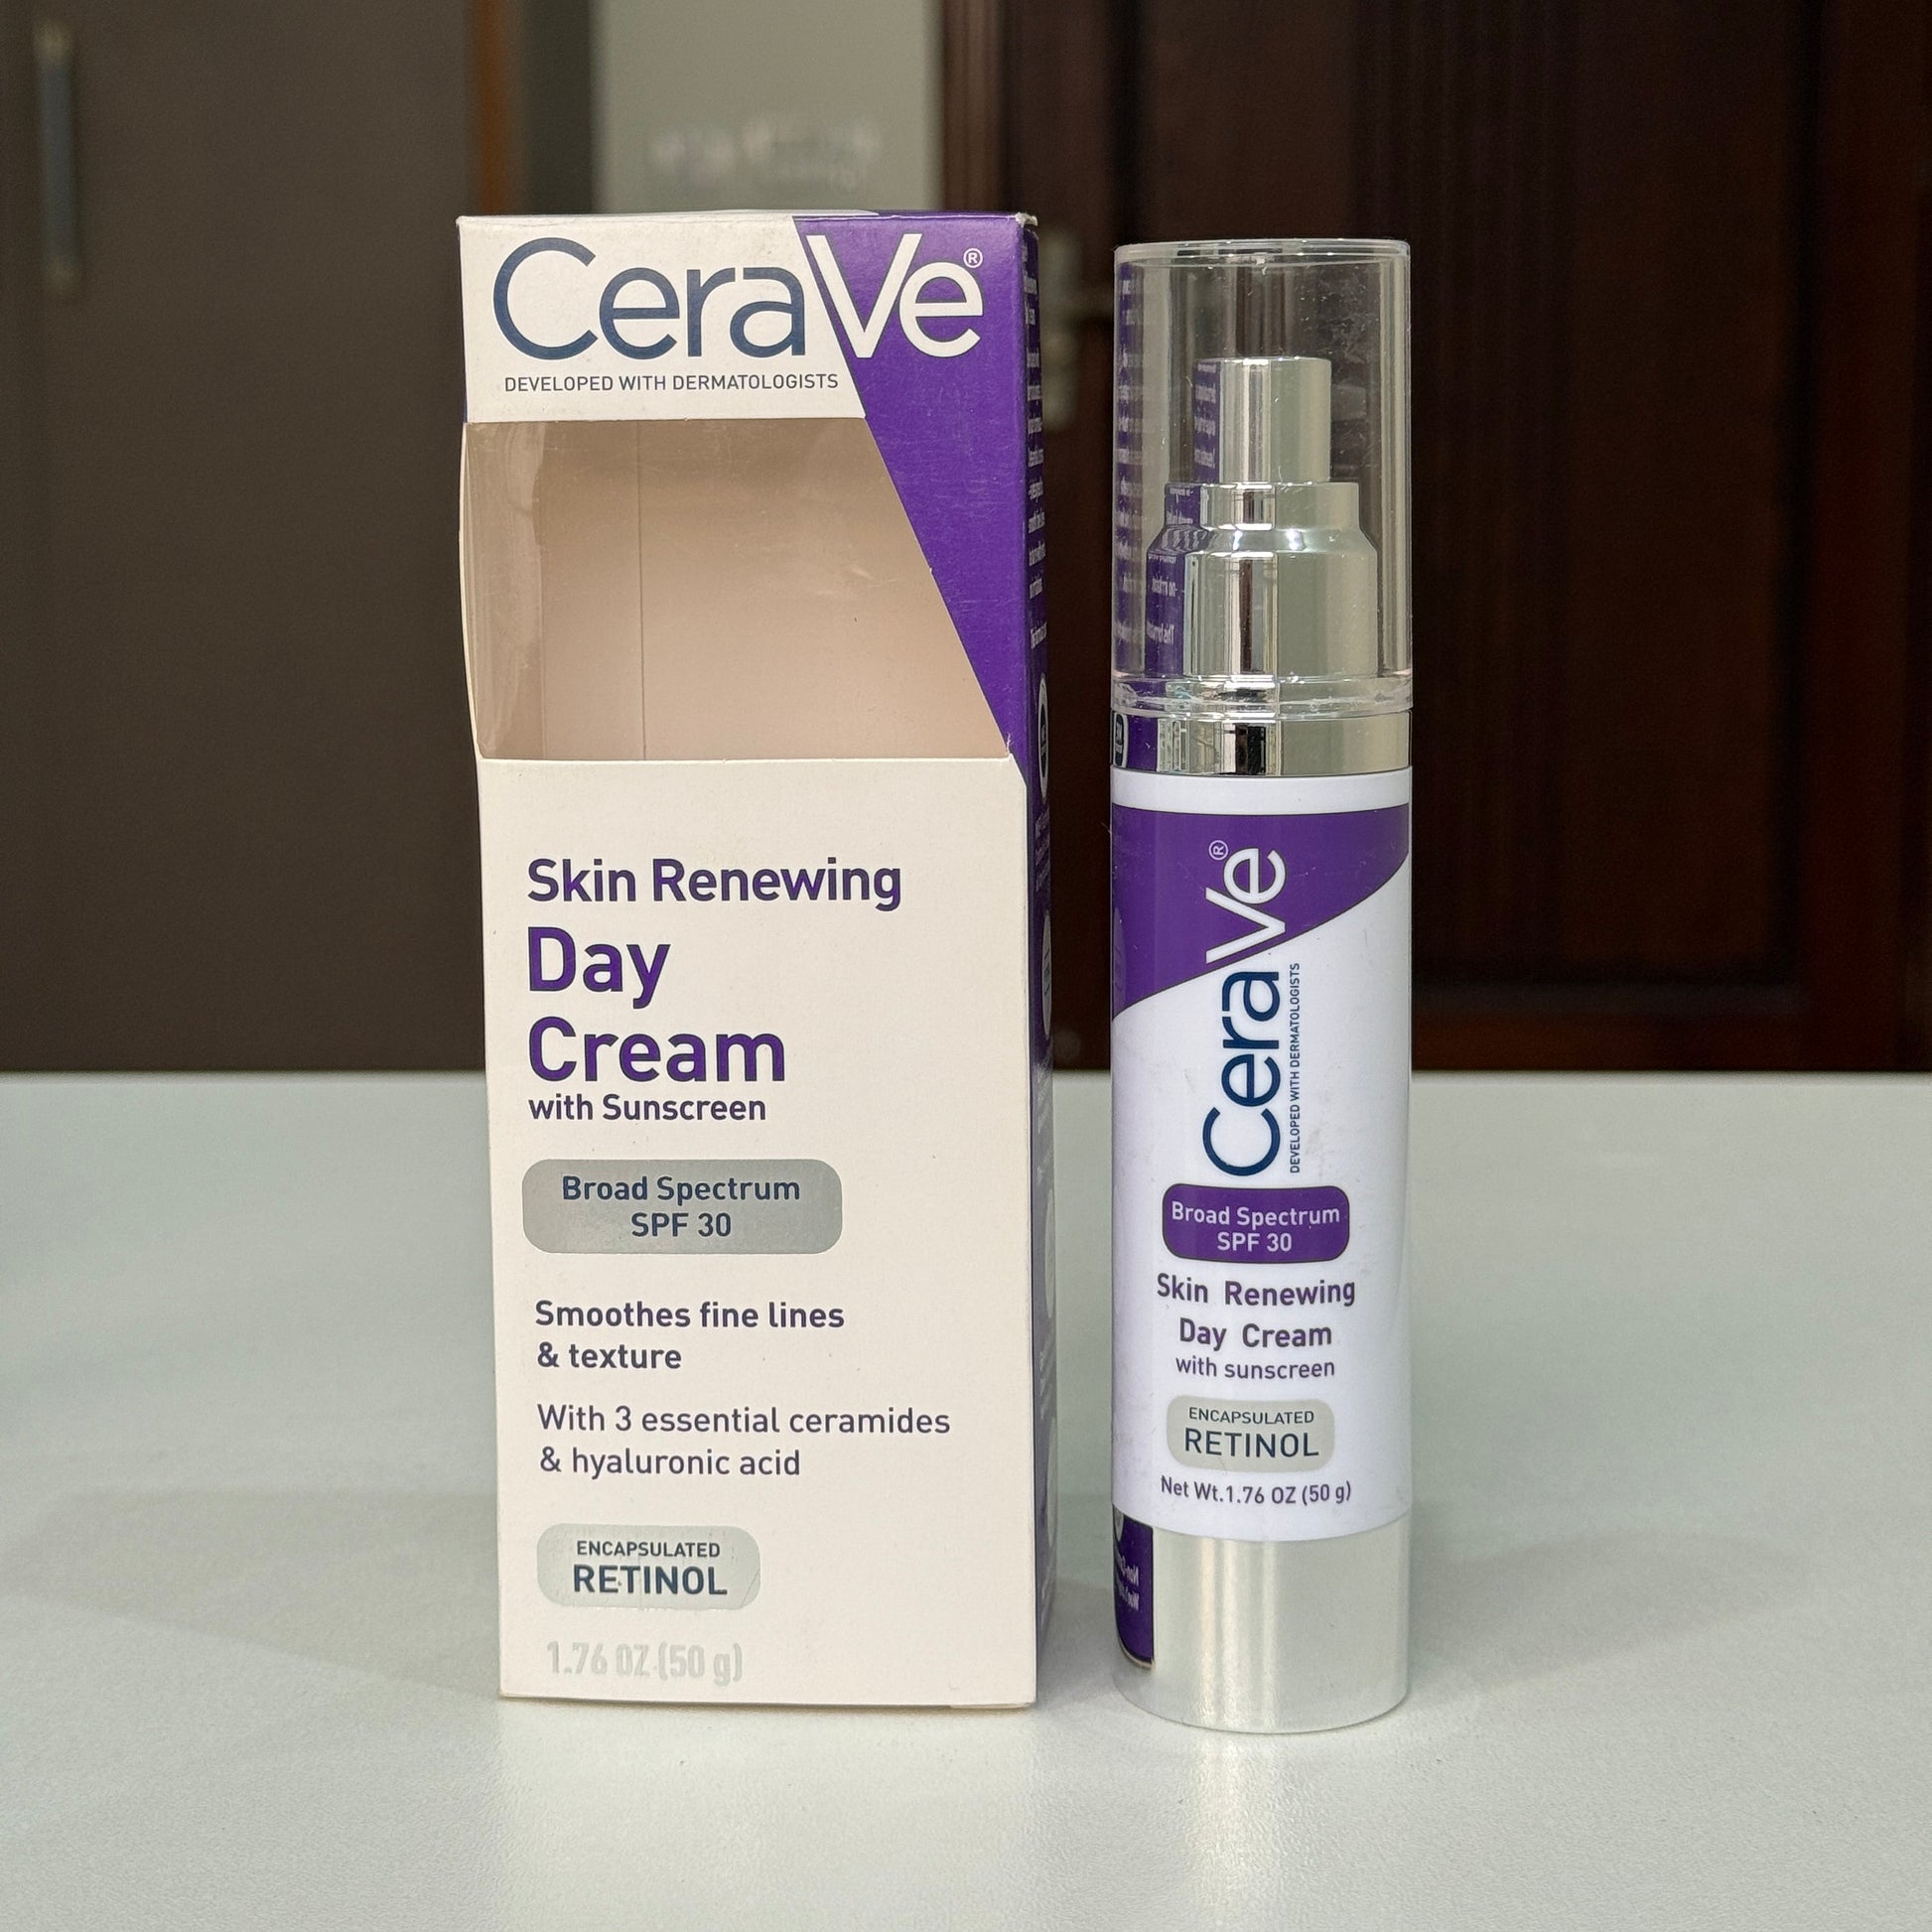 CeraVe®
DEVELOPED WITH DERMATOLOGISTS
Skin Renewing
Day
Cream
with Sunscreen
Broad Spectrum
SPF 30
Smoothes fine lines
& texture
With 3 essential ceramides
& hyaluronic acid
ENCAPSULATED
RETINOL
1.76 OZ (50 g)
CeraVe®
DEVELOPED WITH DERMATOLOGISTS
Broad Spectrum
SPF 30
Skin Renewing
Day Cream
with sunscreen
ENCAPSULATED
RETINOL
Net Wt.1.76 OZ (50 g)